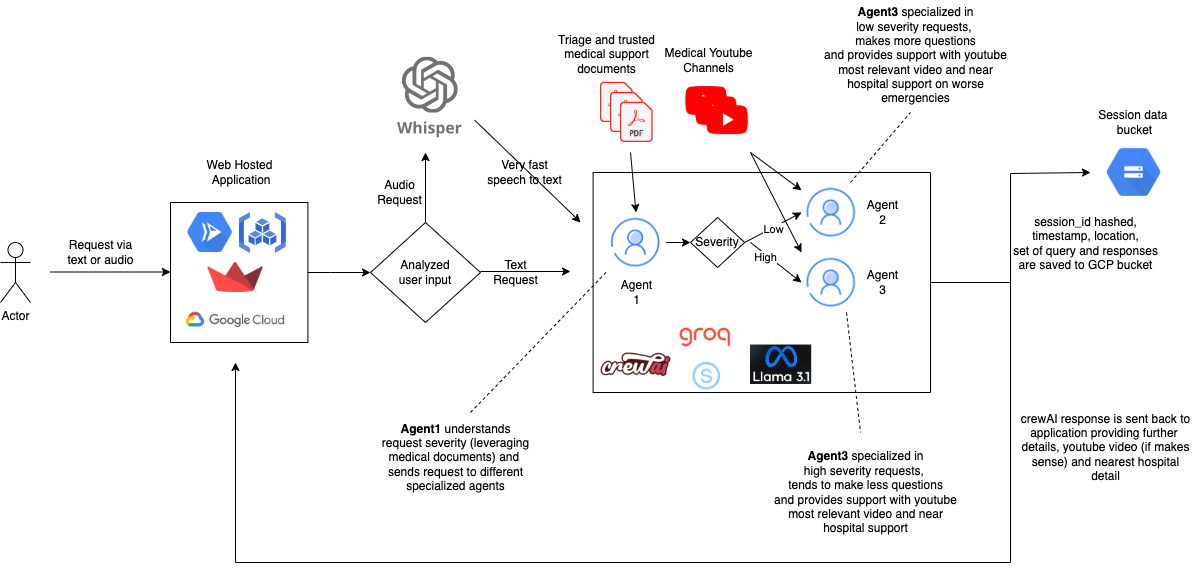 Agent3 specialized in
low severity requests,
makes more questions
and provides support with youtube
most relevant video and near
hospital support on worse
emergencies
Triage and trusted
medical support
documents
Medical Youtube
Channels
PDF
Whisper
Session data
bucket
Web Hosted
Application
Very fast
speech to text
Audio
Request
Agent
2
Low
Severity
High
Request via
text or audio
Analyzed
user input
Text
Request
Agent
1
Agent
3
session_id hashed,
timestamp, location,
set of query and responses
are saved to GCP bucket
Actor
Google Cloud
groq
crewai
S
Llama 3.1
Agent1 understands
request severity (leveraging
medical documents) and
sends request to different
specialized agents
Agent3 specialized in
high severity requests,
tends to make less questions
and provides support with youtube
most relevant video and near
hospital support
crewAI response is sent back to
application providing further
details, youtube video (if makes
sense) and nearest hospital
detail